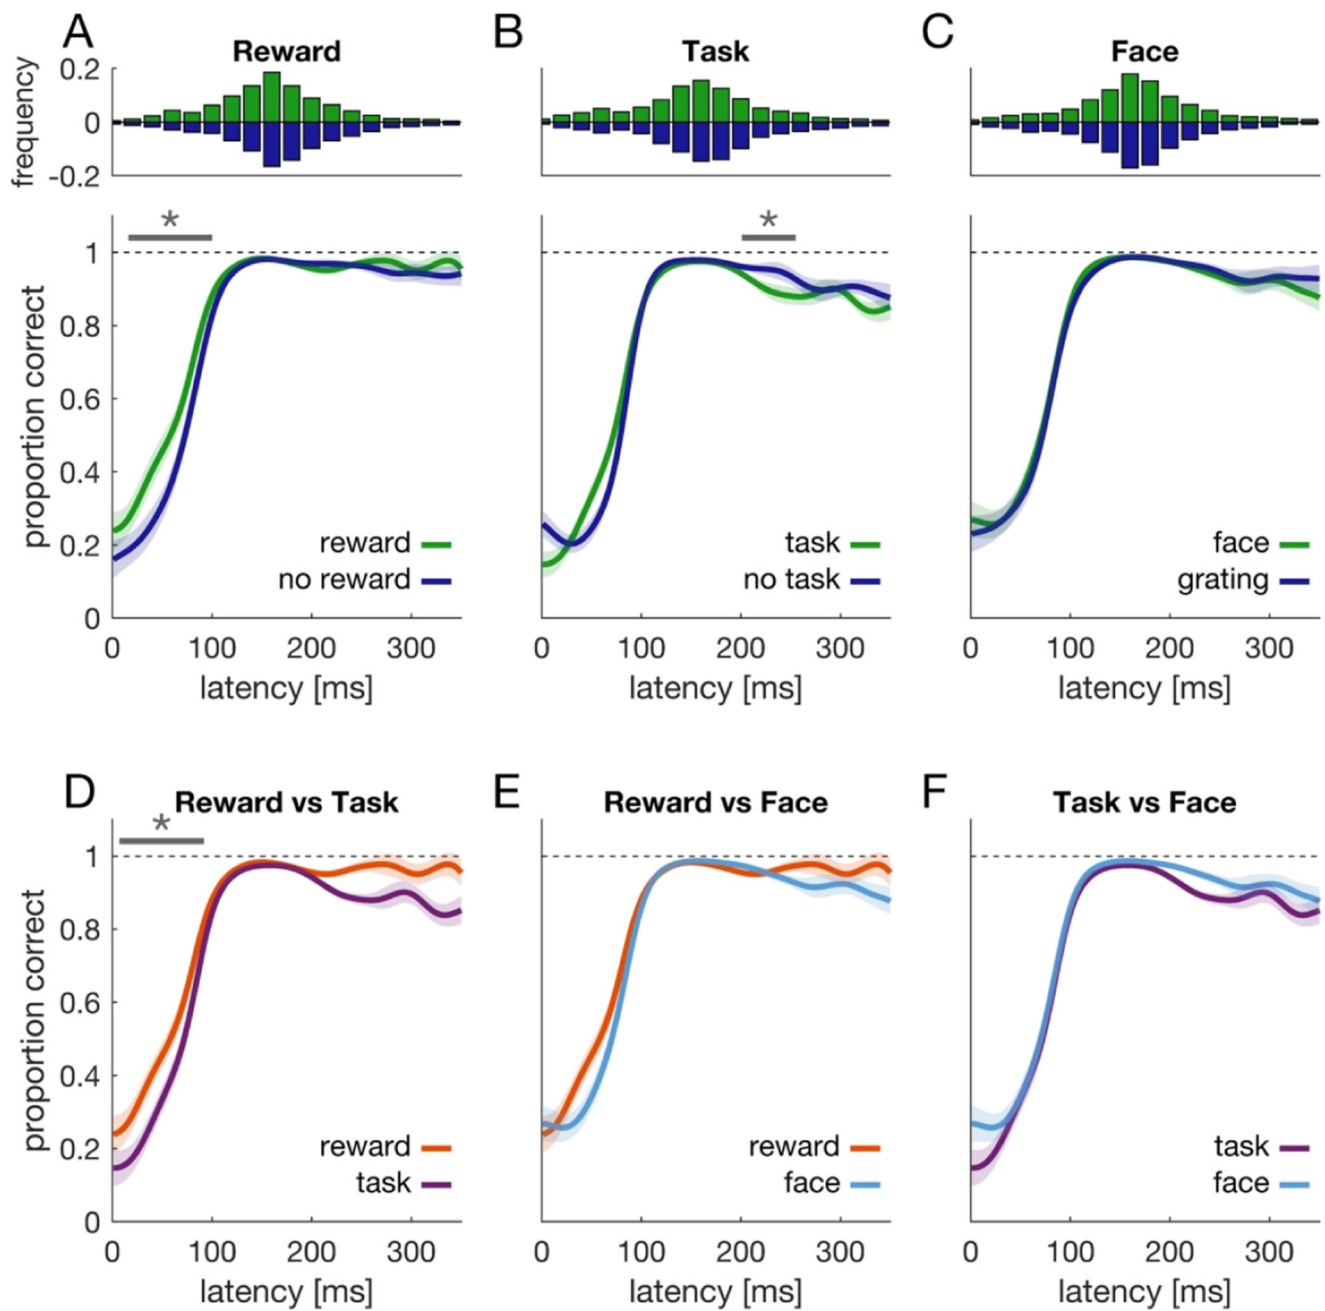 A
Reward
B
Task
C
Face
frequency
0.2
0
-0.2
*
*
proportion correct
1
0.8
0.6
0.4
0.2
0
reward
no reward
task
no task
face
grating
0 100 200 300
0 100 200 300
0 100 200 300
latency [ms]
latency [ms]
latency [ms]
D
Reward vs Task
E
Reward vs Face
F
Task vs Face
*
proportion correct
1
0.8
0.6
0.4
0.2
0
reward
task
reward
face
task
face
0 100 200 300
0 100 200 300
0 100 200 300
latency [ms]
latency [ms]
latency [ms]